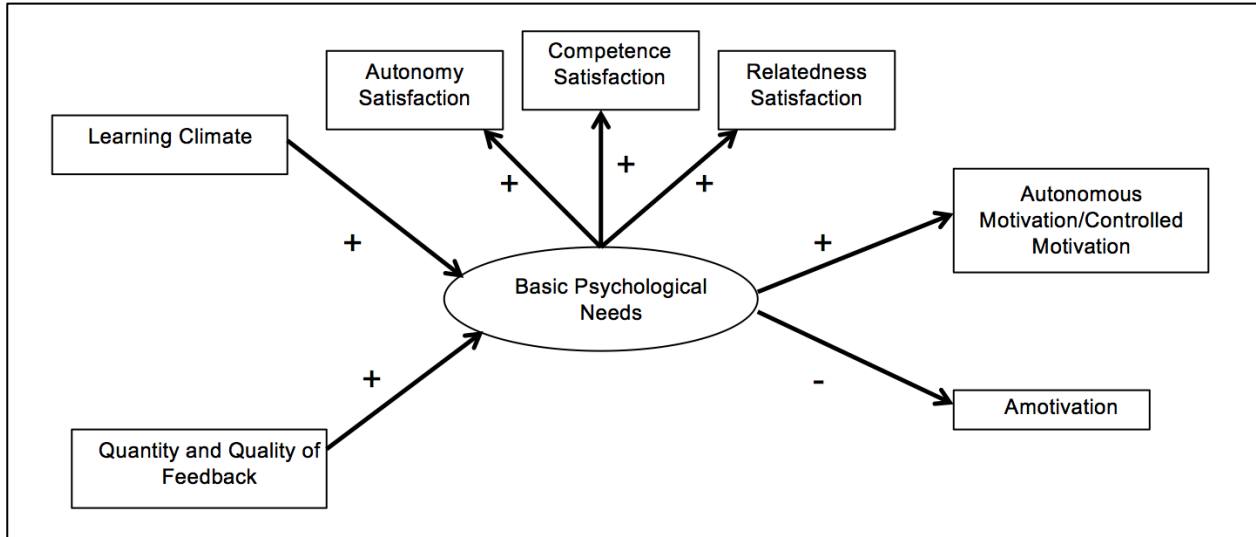 Autonomy
Satisfaction
Competence
Satisfaction
Relatedness
Satisfaction
Learning Climate
+
+
+
+
Autonomous
Motivation/Controlled
Motivation
+
Basic Psychological
Needs
+
-
Amotivation
Quantity and Quality of
Feedback